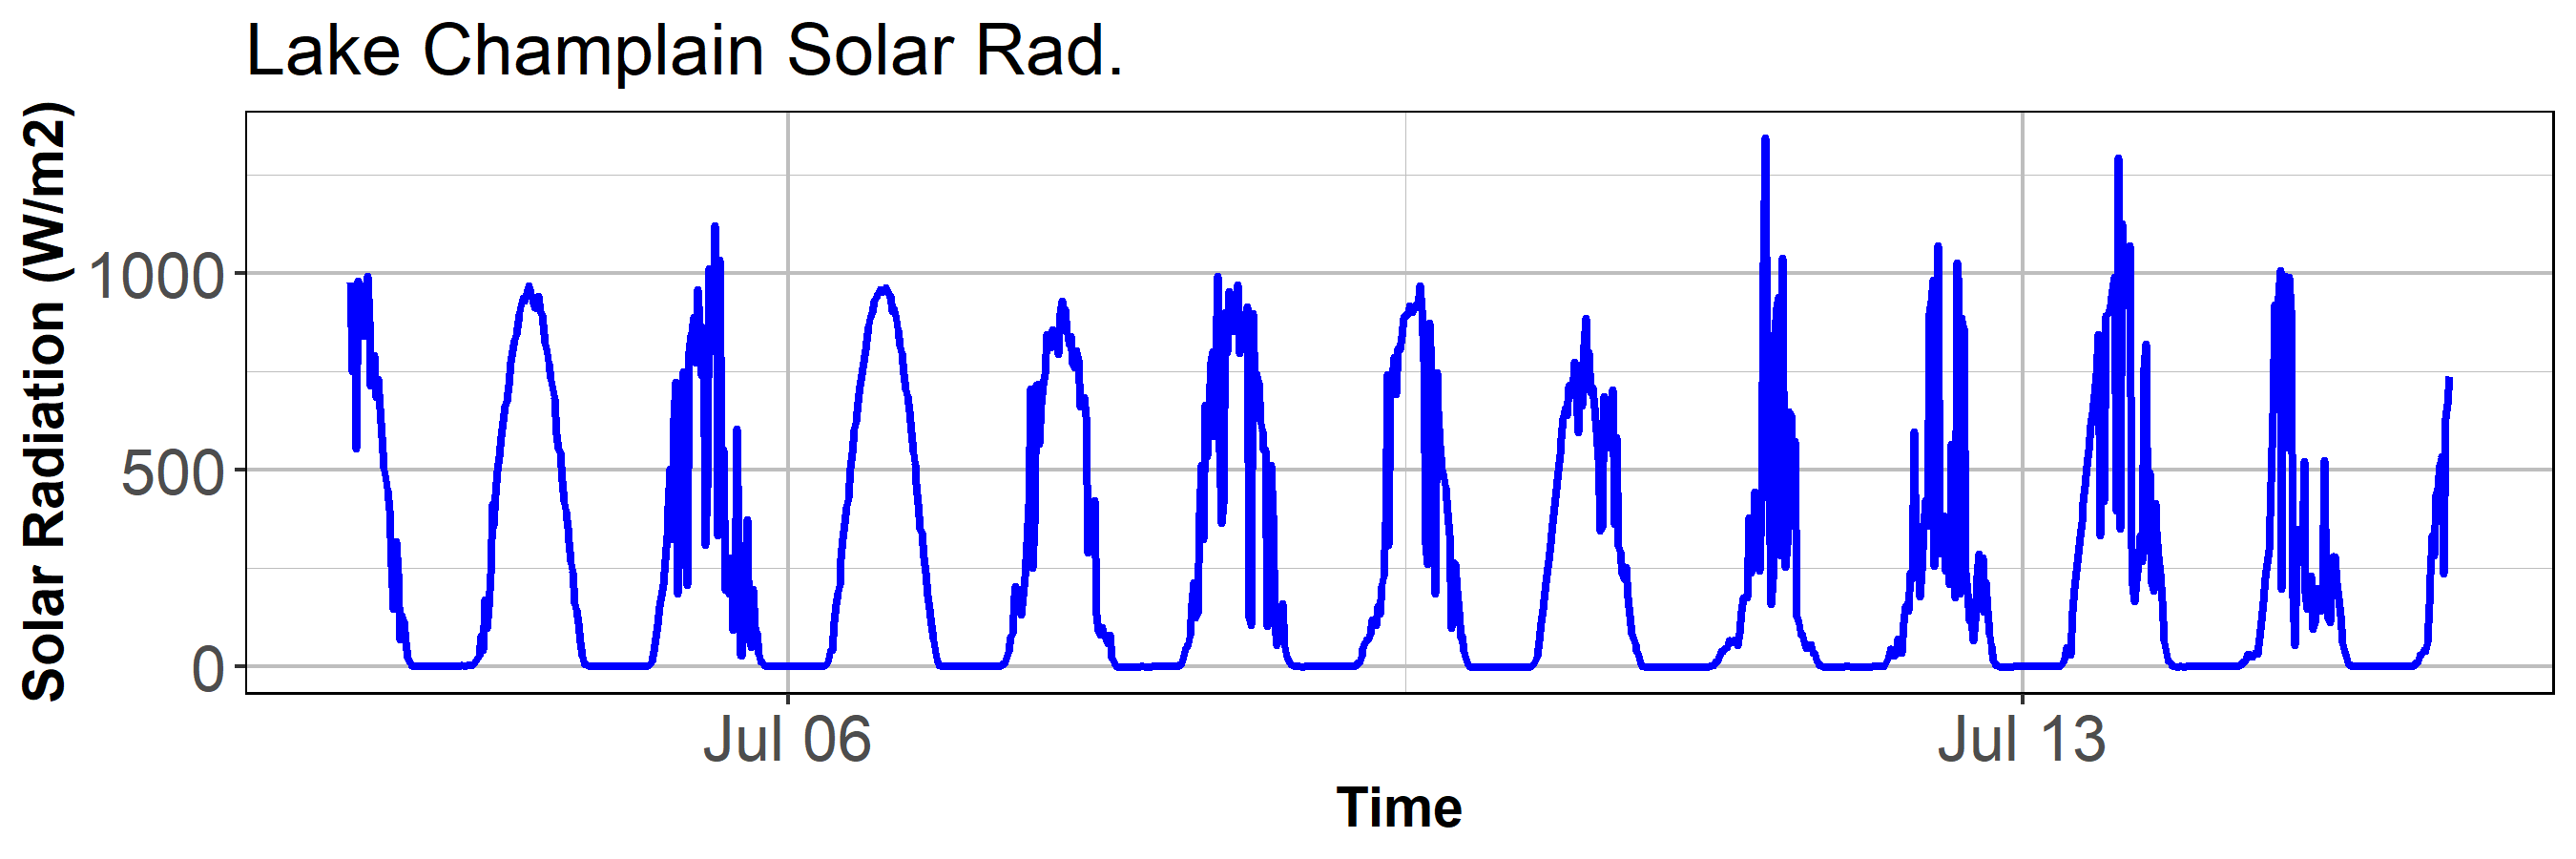 Lake Champlain Solar Rad.
Solar Radiation (W/m2)
1000
500
0
Jul 06
Jul 13
Time